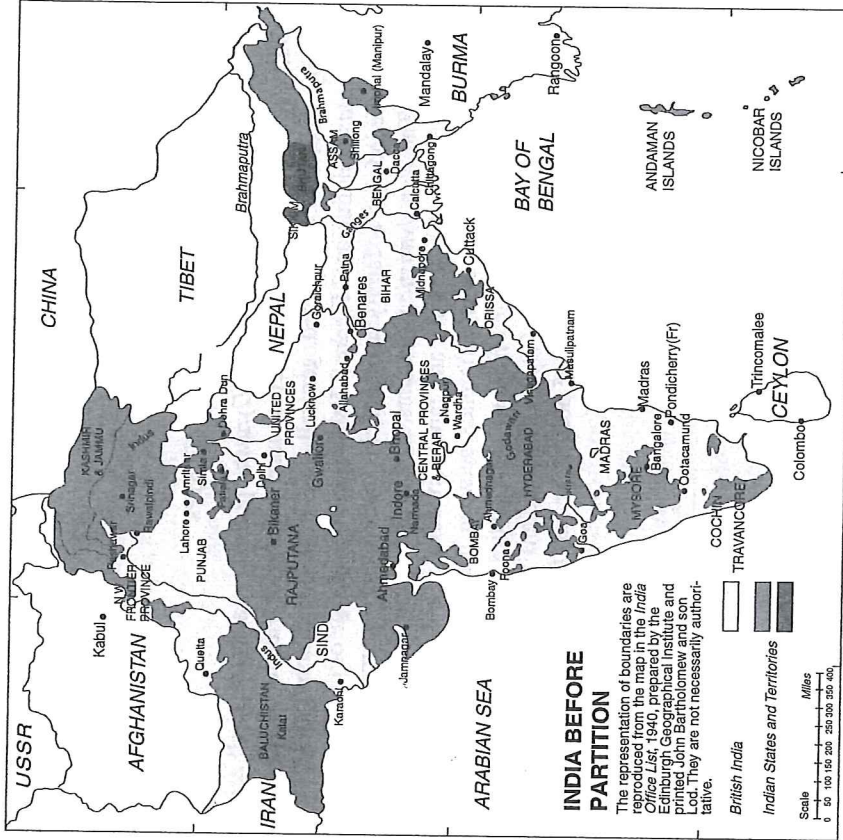 CHINA
USSR
TIBET
AFGHANISTAN
IRAN
NEPAL
BURMA
BAY OF
BENGAL
ARABIAN SEA
CEYLON
ANDAMAN
ISLANDS
NICOBAR
ISLANDS
KASHMIR
& JAMMU
Indus
Srinagar
Rawalpindi
Peshawar
N.W.
FRONTIER
PROVINCE
Kabul
Quetta
BALUCHISTAN
Kalat
Karachi
SIND
Indus
PUNJAB
Lahore
Amritsar
Simla
Dehra Dun
Delhi
Bikaner
RAJPUTANA
UNITED
PROVINCES
Lucknow
Gwalior
Allahabad
Benares
Gorakhpur
Patna
BIHAR
Ganges
Brahmaputra
Brahmaputra
ASSAM
Shillong
(Manipur)
BENGAL
Dacca
Calcutta
Chittagong
Midnapore
Mandalay
Rangoon
Cuttack
ORISSA
Jamnagar
Ahmedabad
Indore
Narmada
Bhopal
CENTRAL PROVINCES
& BERAR
Nagpur
Wardha
BOMBAY
Bombay
Ahmednagar
Poona
Godavari
HYDERABAD
Masulipatnam
Goa
MADRAS
Madras
MYSORE
Bangalore
Pondicherry (Fr)
Ootacamund
COCHIN
TRAVANCORE
Trincomalee
Colombo
INDIA BEFORE
PARTITION
The representation of boundaries are
reproduced from the map in the India
Office List, 1940, prepared by the
Edinburgh Geographical Institute and
printed John Bartholomew and son
Lod. They are not necessarily authori-
tative.
British India
Indian States and Territories
Scale
Miles
0 50 100 150 200 250 300 350 400